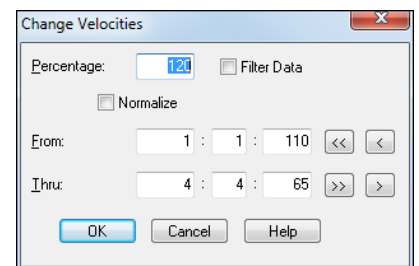 Change Velocities
Percentage: 120 Filter Data
Normalize
From: 1 : 1 : 110 << <
Thru: 4 : 4 : 65 >> >
OK Cancel Help